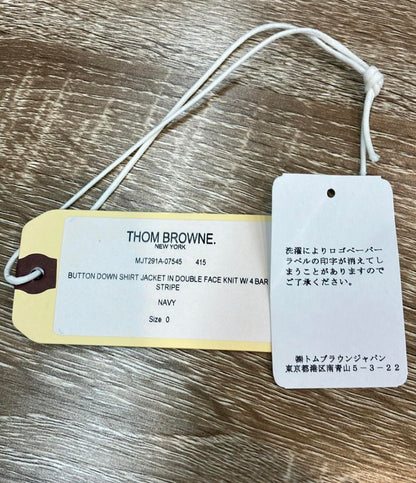 THOM BROWNE.
NEW YORK
MJT291A-07545 415
BUTTON DOWN SHIRT JACKET IN DOUBLE FACE KNIT W/ 4 BAR
STRIPE
NAVY
Size 0
洗濯によりロゴペーパー
ラベルの印字が消えてし
まうことがありますので
ご了承ください。
㈱トムブラウンジャパン
東京都港区南青山5-3-22